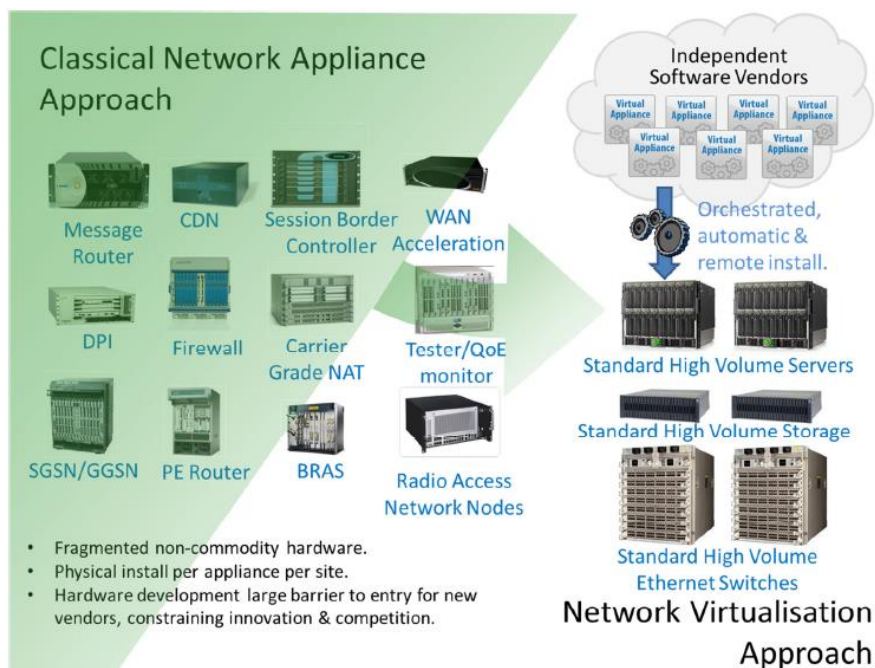 Classical Network Appliance
Approach
Message
Router
CDN
Session Border
Controller
WAN
Acceleration
DPI
Firewall
Carrier
Grade NAT
Tester/QoE
monitor
SGSN/GGSN
PE Router
BRAS
Radio Access
Network Nodes
• Fragmented non-commodity hardware.
• Physical install per appliance per site.
• Hardware development large barrier to entry for new
vendors, constraining innovation & competition.
Independent
Software Vendors
Virtual
Appliance
Virtual
Appliance
Virtual
Appliance
Virtual
Appliance
Virtual
Appliance
Virtual
Appliance
Virtual
Appliance
Orchestrated,
automatic &
remote install.
Standard High Volume Servers
Standard High Volume Storage
Standard High Volume
Ethernet Switches
Network Virtualisation
Approach